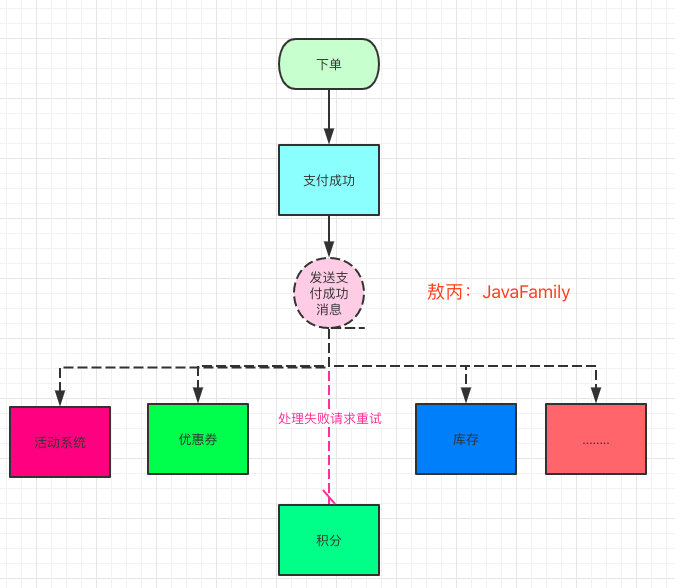 下单
支付成功
发送支
付成功
消息
敖丙：JavaFamily
处理失败请求重试
活动系统
优惠券
库存
........
积分